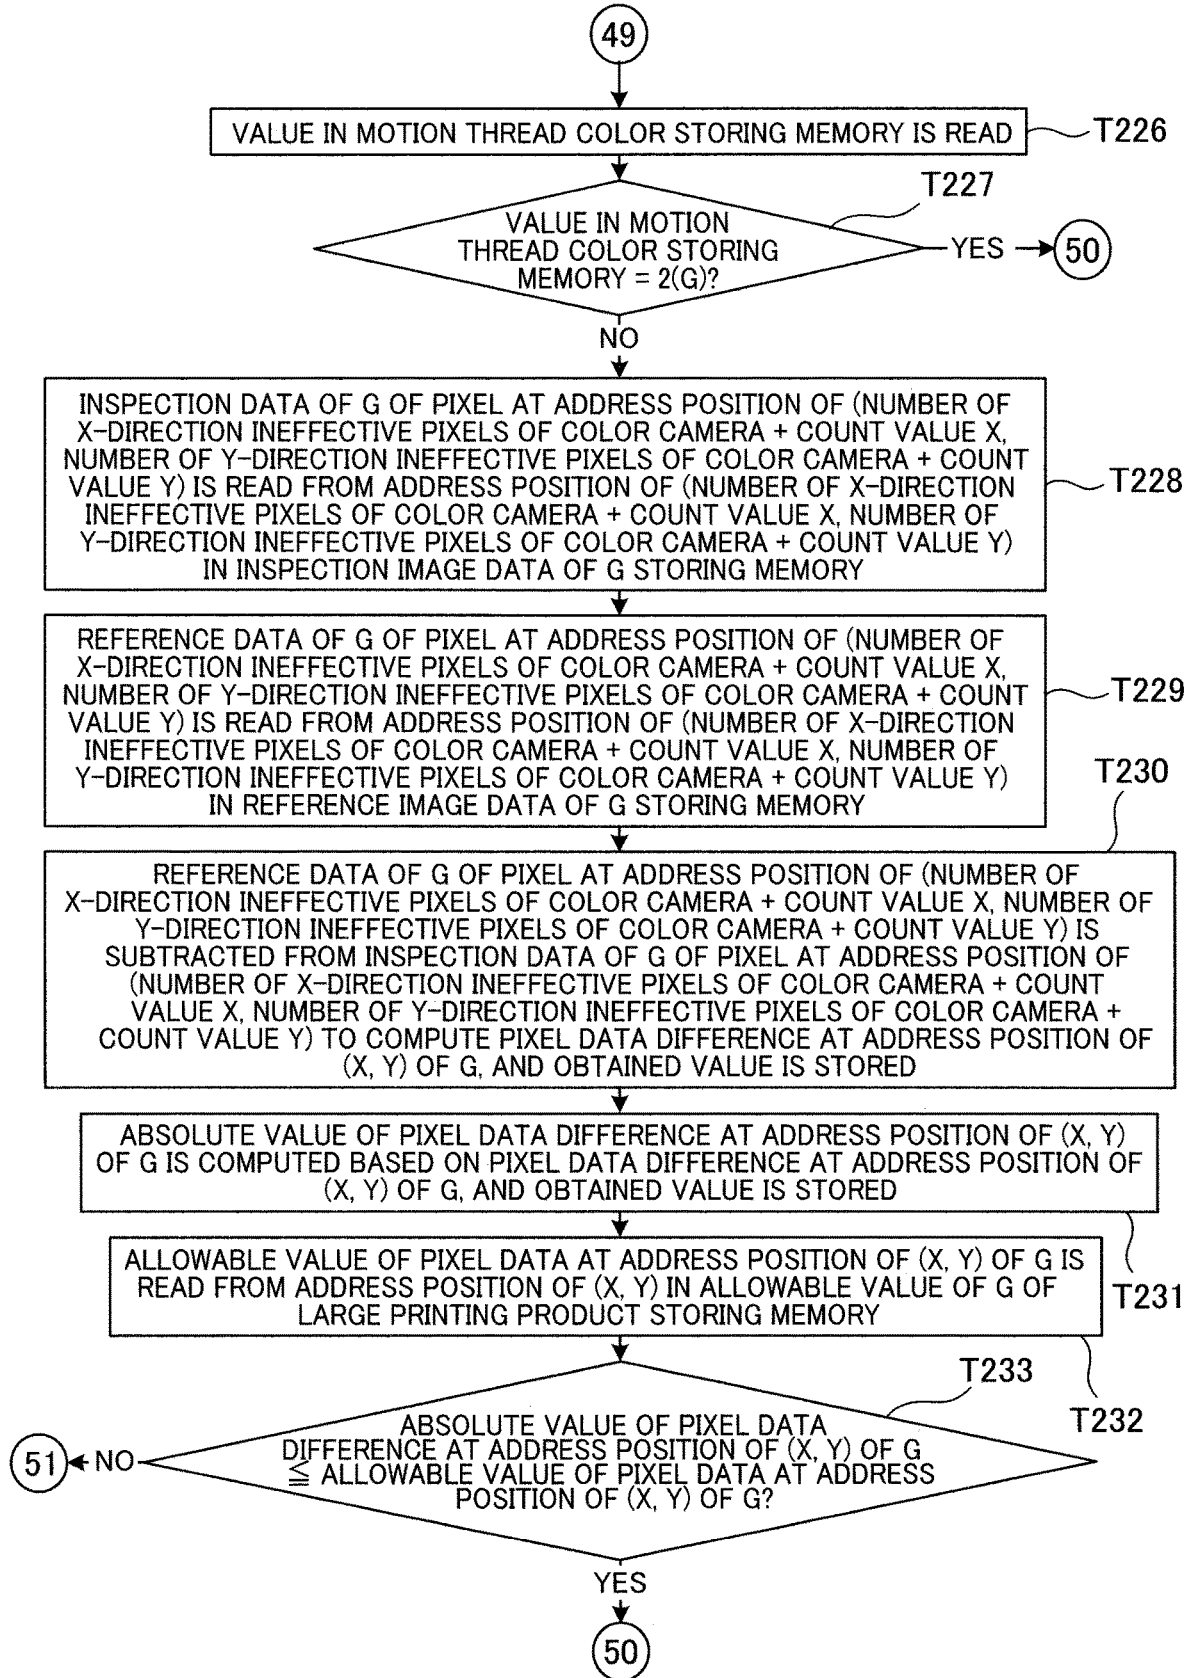 49
VALUE IN MOTION THREAD COLOR STORING MEMORY IS READ
T226
T227
VALUE IN MOTION
THREAD COLOR STORING
MEMORY = 2(G)?
YES
50
NO
INSPECTION DATA OF G OF PIXEL AT ADDRESS POSITION OF (NUMBER OF
X-DIRECTION INEFFECTIVE PIXELS OF COLOR CAMERA + COUNT VALUE X,
NUMBER OF Y-DIRECTION INEFFECTIVE PIXELS OF COLOR CAMERA + COUNT
VALUE Y) IS READ FROM ADDRESS POSITION OF (NUMBER OF X-DIRECTION
INEFFECTIVE PIXELS OF COLOR CAMERA + COUNT VALUE X, NUMBER OF
Y-DIRECTION INEFFECTIVE PIXELS OF COLOR CAMERA + COUNT VALUE Y)
IN INSPECTION IMAGE DATA OF G STORING MEMORY
T228
REFERENCE DATA OF G OF PIXEL AT ADDRESS POSITION OF (NUMBER OF
X-DIRECTION INEFFECTIVE PIXELS OF COLOR CAMERA + COUNT VALUE X,
NUMBER OF Y-DIRECTION INEFFECTIVE PIXELS OF COLOR CAMERA + COUNT
VALUE Y) IS READ FROM ADDRESS POSITION OF (NUMBER OF X-DIRECTION
INEFFECTIVE PIXELS OF COLOR CAMERA + COUNT VALUE X, NUMBER OF
Y-DIRECTION INEFFECTIVE PIXELS OF COLOR CAMERA + COUNT VALUE Y)
IN REFERENCE IMAGE DATA OF G STORING MEMORY
T229
T230
REFERENCE DATA OF G OF PIXEL AT ADDRESS POSITION OF (NUMBER OF
X-DIRECTION INEFFECTIVE PIXELS OF COLOR CAMERA + COUNT VALUE X, NUMBER OF
Y-DIRECTION INEFFECTIVE PIXELS OF COLOR CAMERA + COUNT VALUE Y) IS
SUBTRACTED FROM INSPECTION DATA OF G OF PIXEL AT ADDRESS POSITION OF
(NUMBER OF X-DIRECTION INEFFECTIVE PIXELS OF COLOR CAMERA + COUNT
VALUE X, NUMBER OF Y-DIRECTION INEFFECTIVE PIXELS OF COLOR CAMERA +
COUNT VALUE Y) TO COMPUTE PIXEL DATA DIFFERENCE AT ADDRESS POSITION OF
(X, Y) OF G, AND OBTAINED VALUE IS STORED
ABSOLUTE VALUE OF PIXEL DATA DIFFERENCE AT ADDRESS POSITION OF (X, Y)
OF G IS COMPUTED BASED ON PIXEL DATA DIFFERENCE AT ADDRESS POSITION OF
(X, Y) OF G, AND OBTAINED VALUE IS STORED
T231
ALLOWABLE VALUE OF PIXEL DATA AT ADDRESS POSITION OF (X, Y) OF G IS
READ FROM ADDRESS POSITION OF (X, Y) IN ALLOWABLE VALUE OF G OF
LARGE PRINTING PRODUCT STORING MEMORY
T232
T233
ABSOLUTE VALUE OF PIXEL DATA
DIFFERENCE AT ADDRESS POSITION OF (X, Y) OF G
≦ ALLOWABLE VALUE OF PIXEL DATA AT ADDRESS
POSITION OF (X, Y) OF G?
NO
51
YES
50